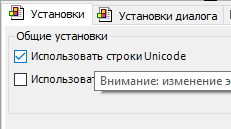 Установки Установки диалога
Общие установки
Использовать строки Unicode
Использоват
Внимание: изменение э